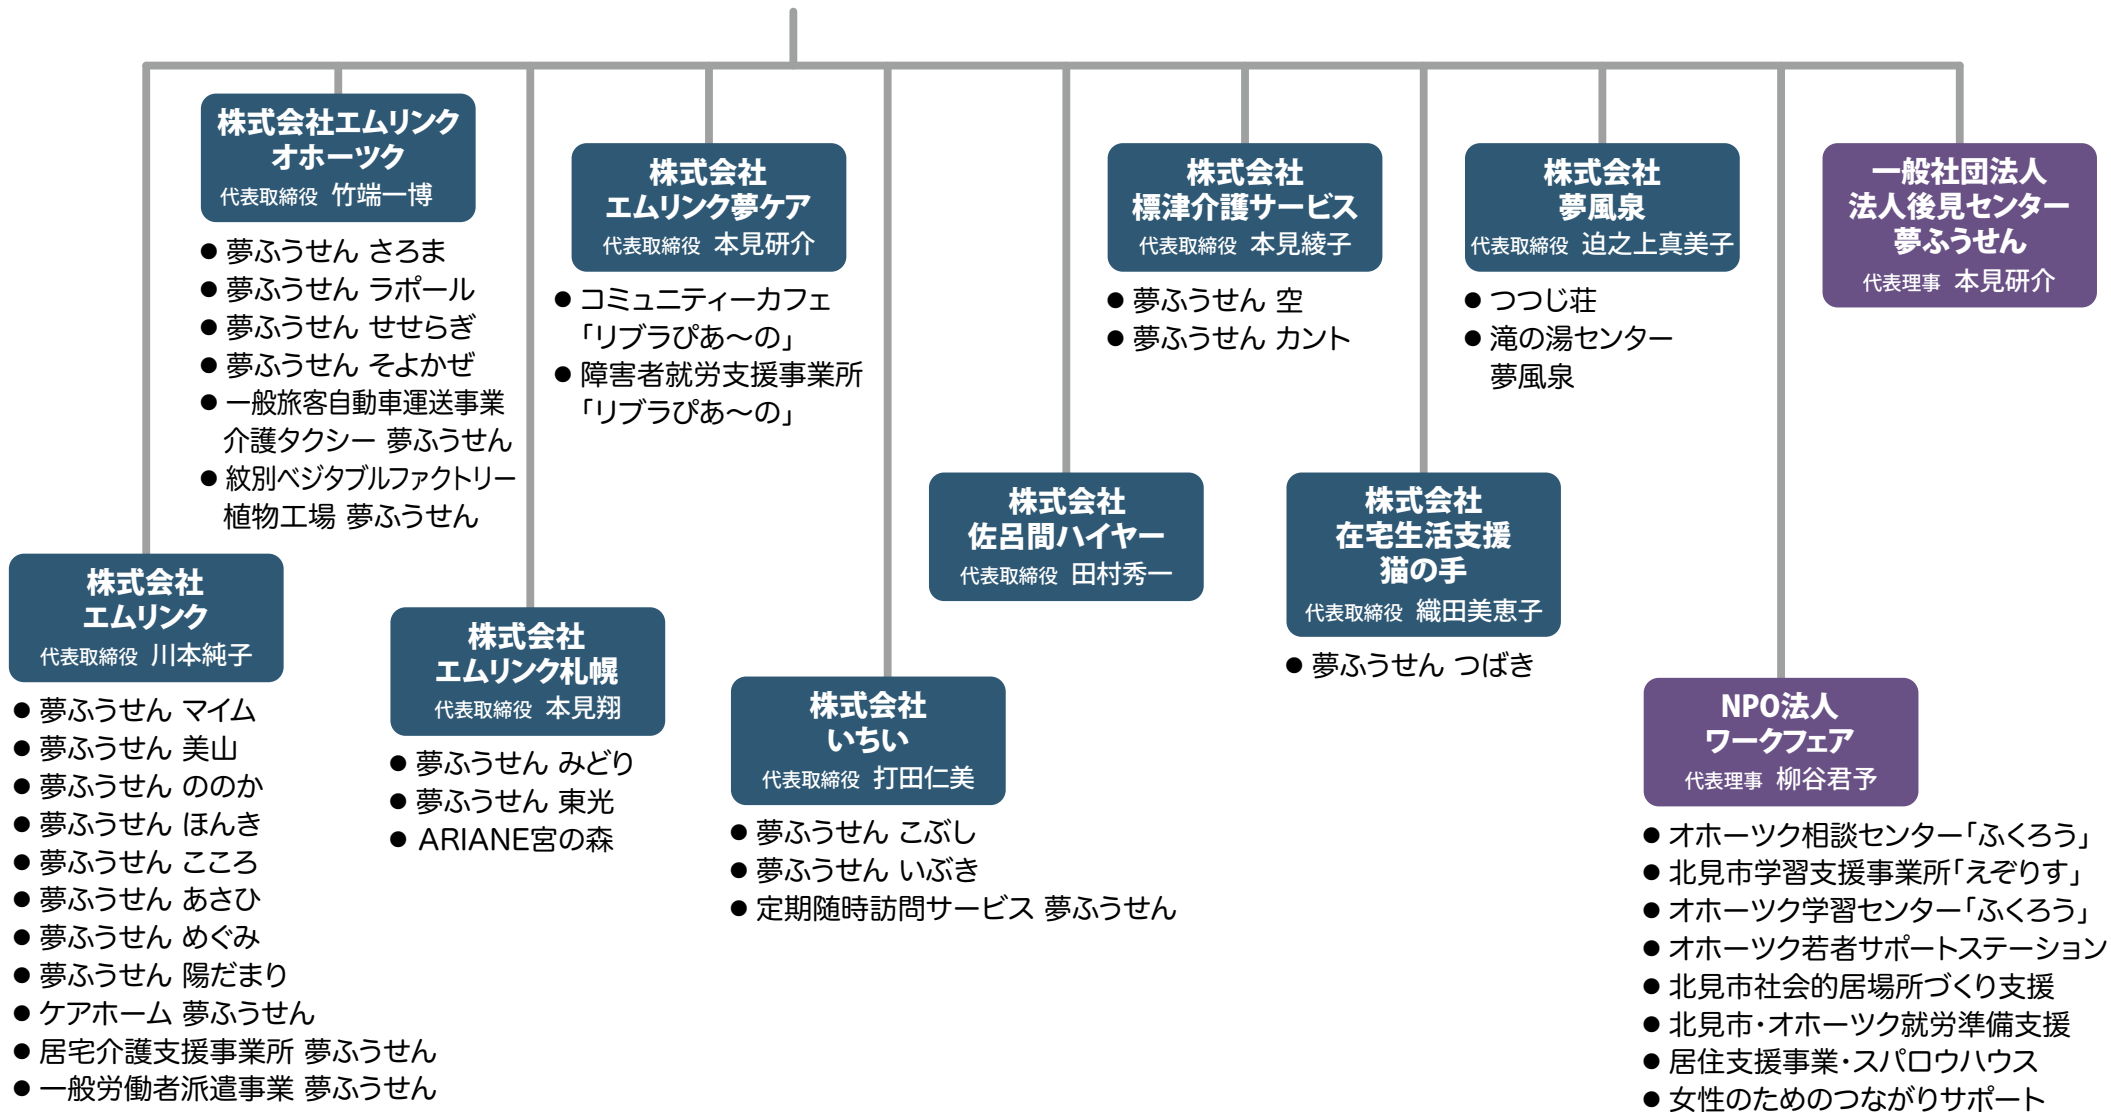 株式会社エムリンク
オホーツク
代表取締役 竹端一博
● 夢ふうせん さろま
● 夢ふうせん ラポール
● 夢ふうせん せせらぎ
● 夢ふうせん そよかぜ
● 一般旅客自動車運送事業
介護タクシー 夢ふうせん
● 紋別ベジタブルファクトリー
植物工場 夢ふうせん
株式会社
エムリンク夢ケア
代表取締役 本見研介
● コミュニティーカフェ
「リブラぴあ〜の」
● 障害者就労支援事業所
「リブラぴあ〜の」
株式会社
標津介護サービス
代表取締役 本見綾子
● 夢ふうせん 空
● 夢ふうせん カント
株式会社
夢風泉
代表取締役 迫之上真美子
● つつじ荘
● 滝の湯センター
夢風泉
一般社団法人
法人後見センター
夢ふうせん
代表理事 本見研介
株式会社
エムリンク
代表取締役 川本純子
● 夢ふうせん マイム
● 夢ふうせん 美山
● 夢ふうせん ののか
● 夢ふうせん ほんき
● 夢ふうせん こころ
● 夢ふうせん あさひ
● 夢ふうせん めぐみ
● 夢ふうせん 陽だまり
● ケアホーム 夢ふうせん
● 居宅介護支援事業所 夢ふうせん
● 一般労働者派遣事業 夢ふうせん
株式会社
エムリンク札幌
代表取締役 本見翔
● 夢ふうせん みどり
● 夢ふうせん 東光
● ARIANE宮の森
株式会社
いちい
代表取締役 打田仁美
● 夢ふうせん こぶし
● 夢ふうせん いぶき
● 定期随時訪問サービス 夢ふうせん
株式会社
佐呂間ハイヤー
代表取締役 田村秀一
株式会社
在宅生活支援
猫の手
代表取締役 織田美恵子
● 夢ふうせん つばき
NPO法人
ワークフェア
代表理事 柳谷君予
● オホーツク相談センター「ふくろう」
● 北見市学習支援事業所「えぞりす」
● オホーツク学習センター「ふくろう」
● オホーツク若者サポートステーション
● 北見市社会的居場所づくり支援
● 北見市・オホーツク就労準備支援
● 居住支援事業・スパロウハウス
● 女性のためのつながりサポート